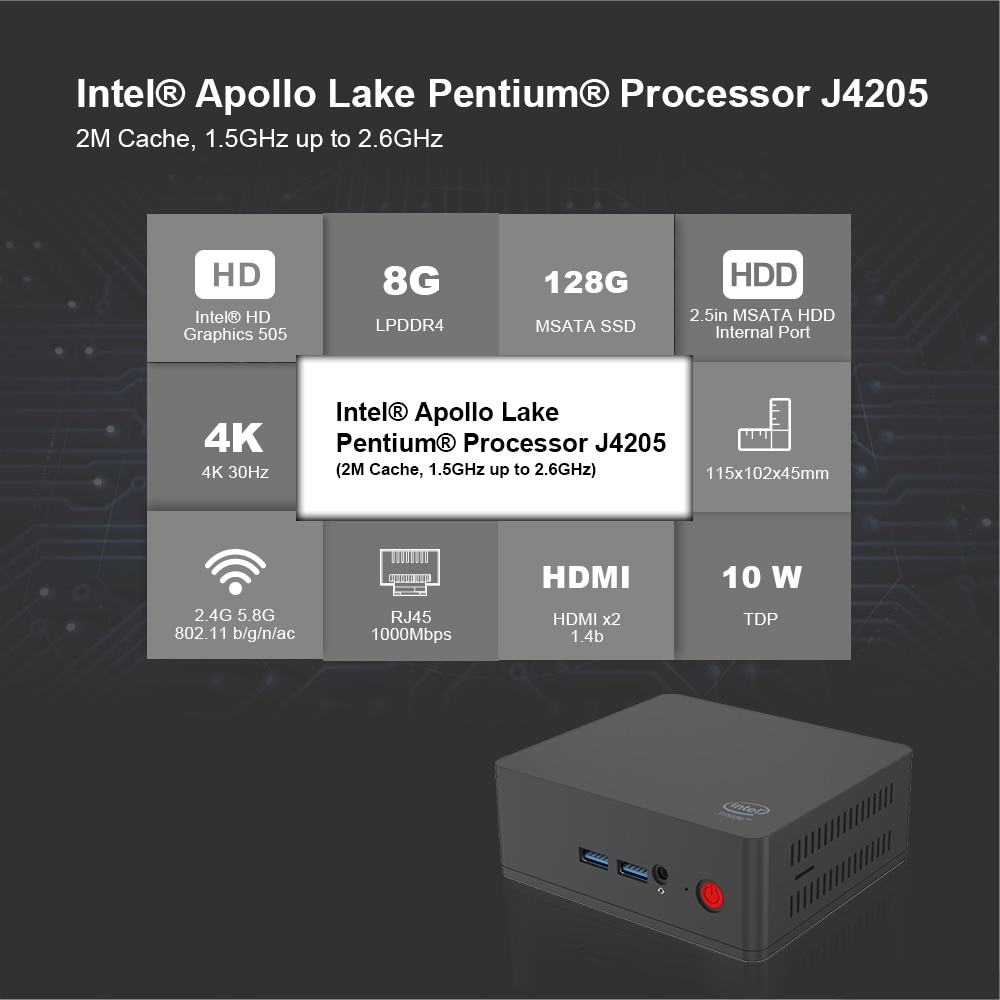 Intel® Apollo Lake Pentium® Processor J4205
2M Cache, 1.5GHz up to 2.6GHz
HD
Intel® HD
Graphics 505
8G
LPDDR4
128G
MSATA SSD
HDD
2.5in MSATA HDD
Internal Port
4K
4K 30Hz
Intel® Apollo Lake
Pentium® Processor J4205
(2M Cache, 1.5GHz up to 2.6GHz)
115x102x45mm
2.4G 5.8G
802.11 b/g/n/ac
RJ45
1000Mbps
HDMI
HDMI x2
1.4b
10 W
TDP
intel
inside™